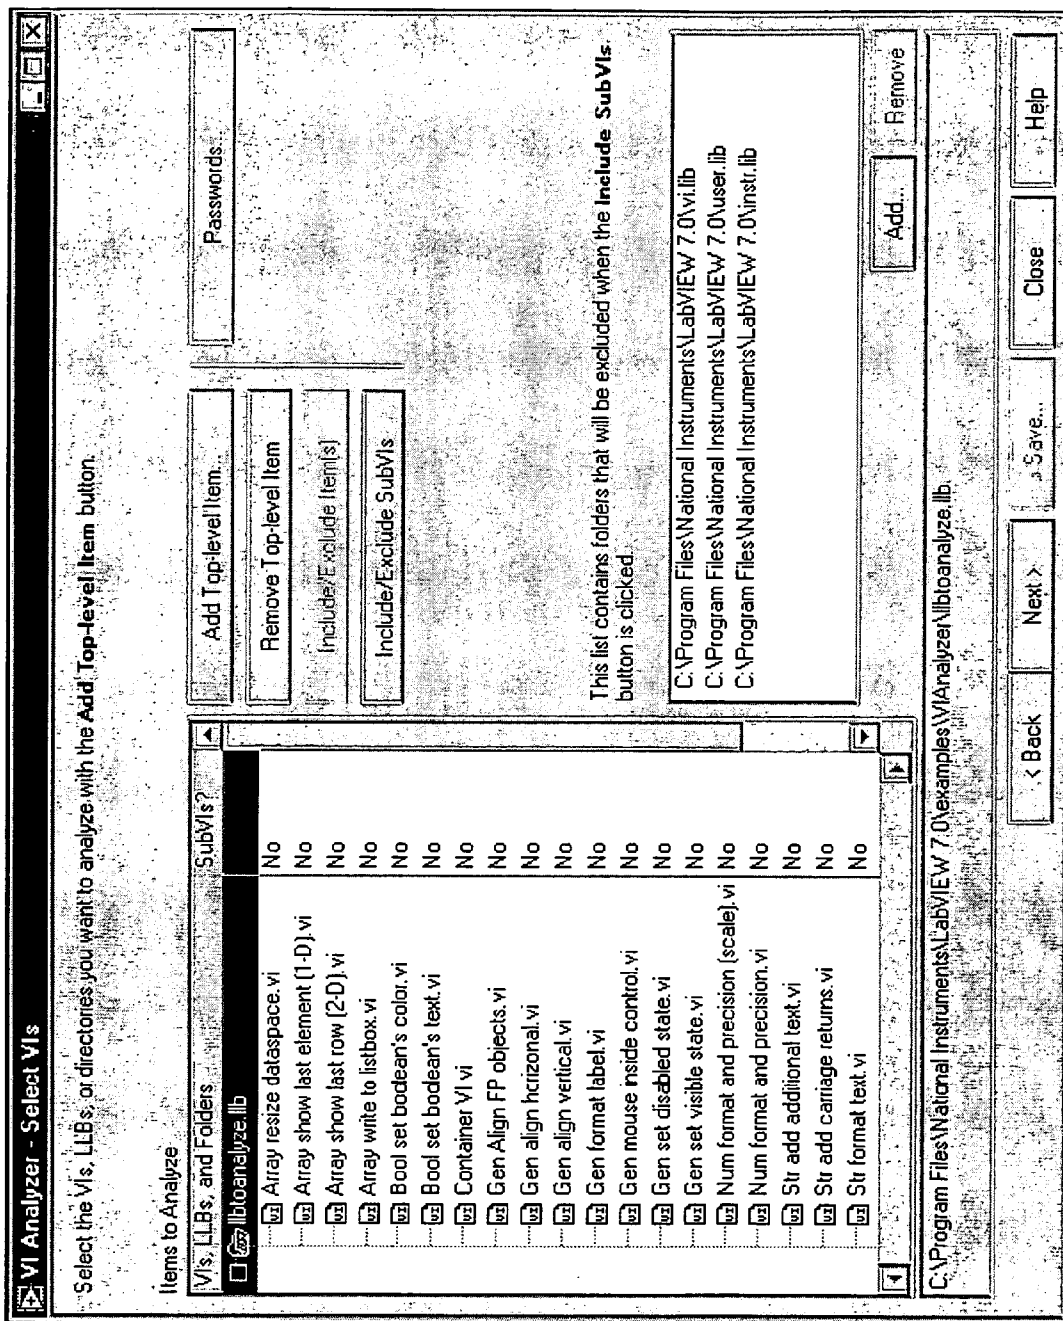 VI Analyzer - Select VIs
Select the VIs, LLBs, or directories you want to analyze with the Add Top-level Item button.
Items to Analyze
VIs, LLBs, and Folders SubVIs?
llbtoanalyze.llb
Array resize dataspace.vi No
Array show last element (1-D).vi No
Array show last row (2-D).vi No
Array write to listbox.vi No
Bool set boolean's color.vi No
Bool set boolean's text.vi No
Container VI vi No
Gen Align FP objects.vi No
Gen align horizonal.vi No
Gen align vertical.vi No
Gen format label.vi No
Gen mouse inside control.vi No
Gen set disabled state.vi No
Gen set visible state.vi No
Num format and precision (scale).vi No
Num format and precision.vi No
Str add additional text.vi No
Str add carriage returns.vi No
Str format text.vi No
Add Top-level Item...
Remove Top-level Item
Include/Exclude Item(s)
Include/Exclude SubVIs
Passwords...
This list contains folders that will be excluded when the Include SubVIs
button is clicked.
C:\Program Files\National Instruments\LabVIEW 7.0\vi.lib
C:\Program Files\National Instruments\LabVIEW 7.0\user.lib
C:\Program Files\National Instruments\LabVIEW 7.0\instr.lib
Add...
Remove
C:\Program Files\National Instruments\LabVIEW 7.0\examples\VIAnalyzer\llbtoanalyze.llb
< Back
Next >
Save...
Close
Help